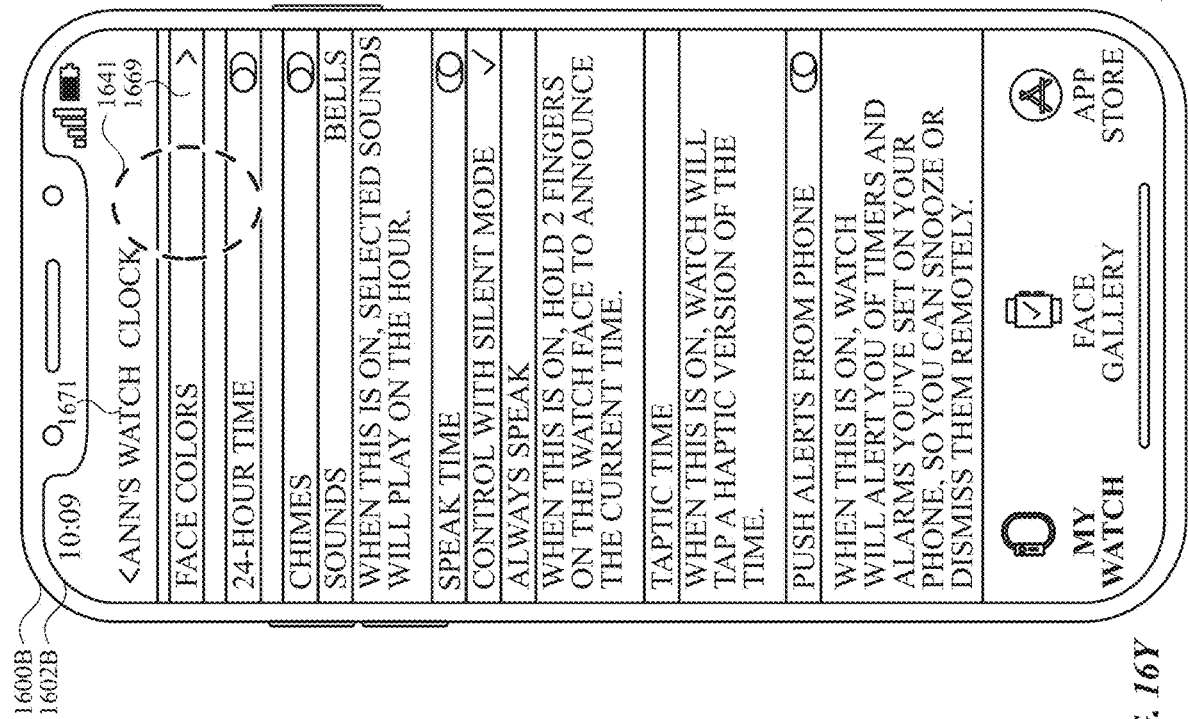 1600B
1602B
10:09
1671
1641
1669
<ANN'S WATCH CLOCK
FACE COLORS >
24-HOUR TIME
CHIMES
SOUNDS BELLS
WHEN THIS IS ON, SELECTED SOUNDS
WILL PLAY ON THE HOUR.
SPEAK TIME
CONTROL WITH SILENT MODE ✓
ALWAYS SPEAK
WHEN THIS IS ON, HOLD 2 FINGERS
ON THE WATCH FACE TO ANNOUNCE
THE CURRENT TIME.
TAPTIC TIME
WHEN THIS IS ON, WATCH WILL
TAP A HAPTIC VERSION OF THE
TIME.
PUSH ALERTS FROM PHONE
WHEN THIS IS ON, WATCH
WILL ALERT YOU OF TIMERS AND
ALARMS YOU'VE SET ON YOUR
PHONE, SO YOU CAN SNOOZE OR
DISMISS THEM REMOTELY.
MY
WATCH
FACE
GALLERY
APP
STORE
16Y